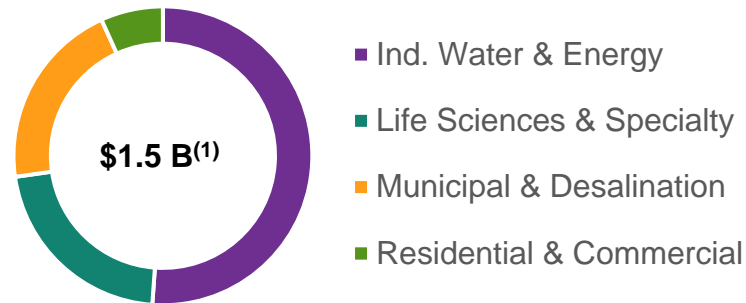 $1.5 B(1)
Ind. Water & Energy
Life Sciences & Specialty
Municipal & Desalination
Residential & Commercial